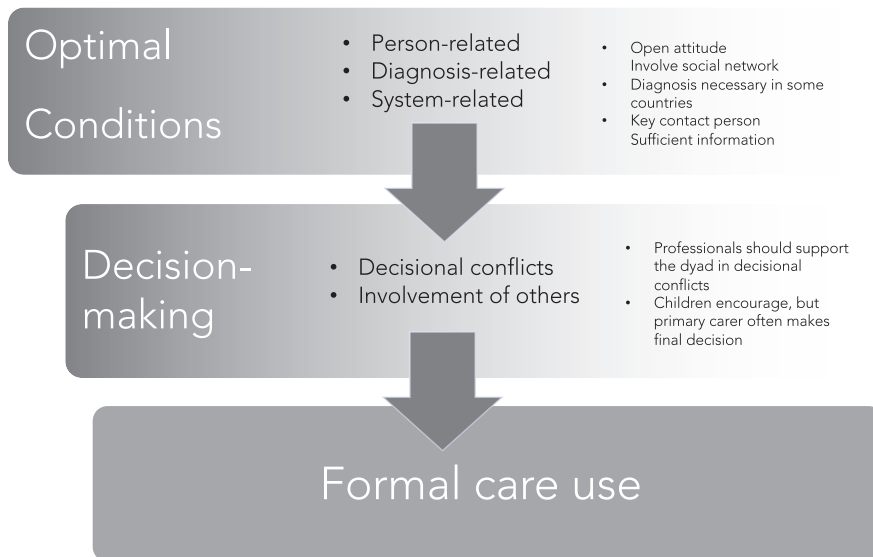 Optimal
Conditions
• Person-related
• Diagnosis-related
• System-related
• Open attitude
Involve social network
• Diagnosis necessary in some
countries
• Key contact person
Sufficient information
Decision-
making
• Decisional conflicts
• Involvement of others
• Professionals should support
the dyad in decisional
conflicts
• Children encourage, but
primary carer often makes
final decision
Formal care use